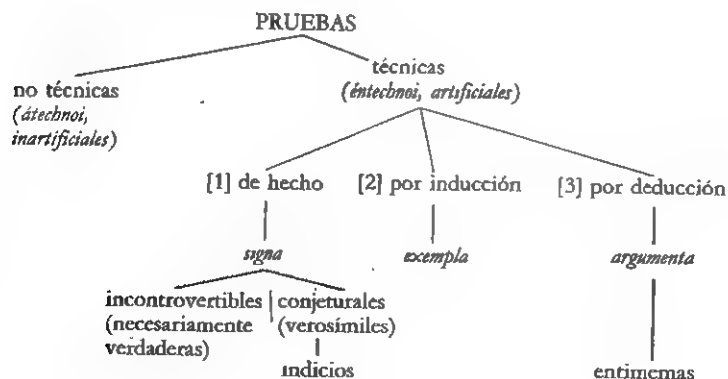 PRUEBAS
no técnicas
(átechnoi,
inartificiales)
técnicas
(éntechnoi, artificiales)
[1] de hecho
[2] por inducción
[3] por deducción
signa
exempla
argumenta
incontrovertibles
(necesariamente
verdaderas)
conjeturales
(verosímiles)
indicios
entimemas